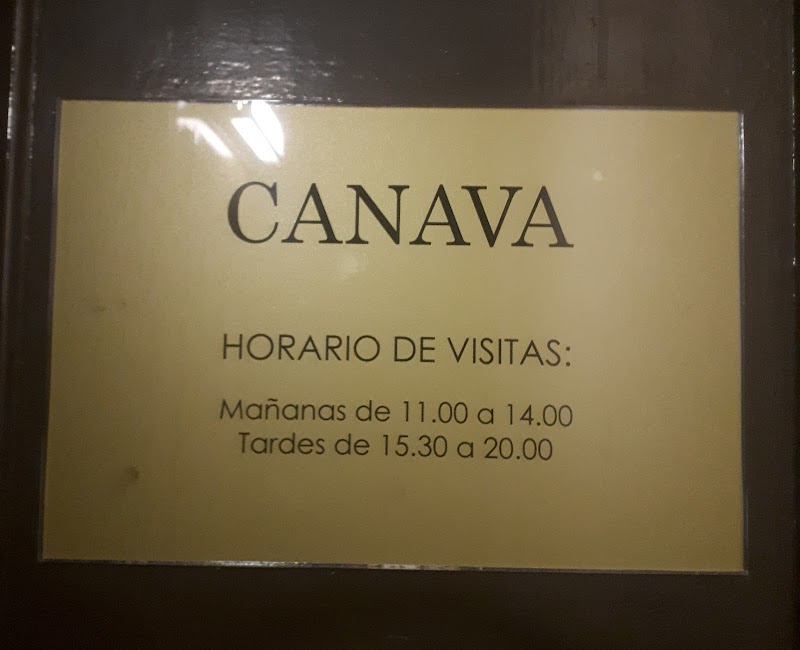 CANAVA
HORARIO DE VISITAS:
Mañanas de 11.00 a 14.00
Tardes de 15.30 a 20.00